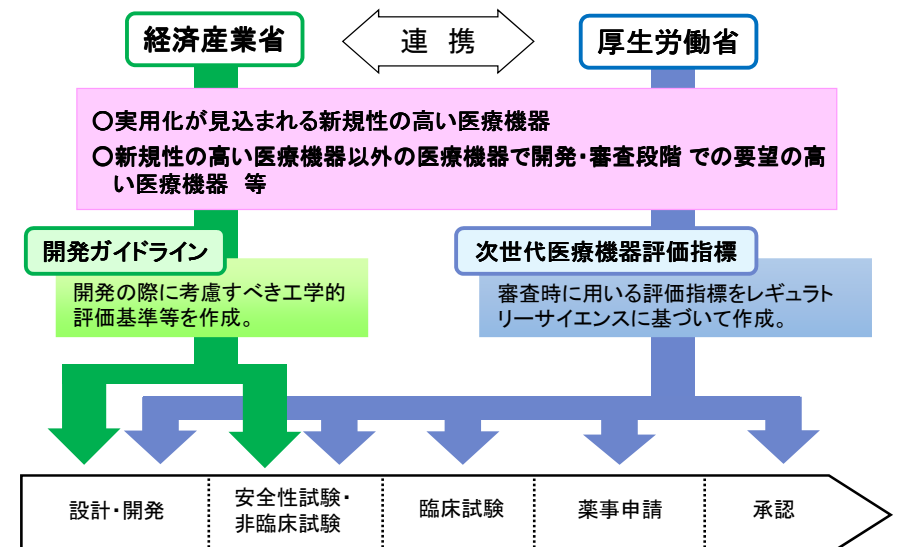 経済産業省
連 携
厚生労働省
〇実用化が見込まれる新規性の高い医療機器
〇新規性の高い医療機器以外の医療機器で開発・審査段階 での要望の高
い医療機器 等
開発ガイドライン
開発の際に考慮すべき工学的
評価基準等を作成。
次世代医療機器評価指標
審査時に用いる評価指標をレギュラト
リーサイエンスに基づいて作成。
設計・開発
安全性試験・
非臨床試験
臨床試験
薬事申請
承認